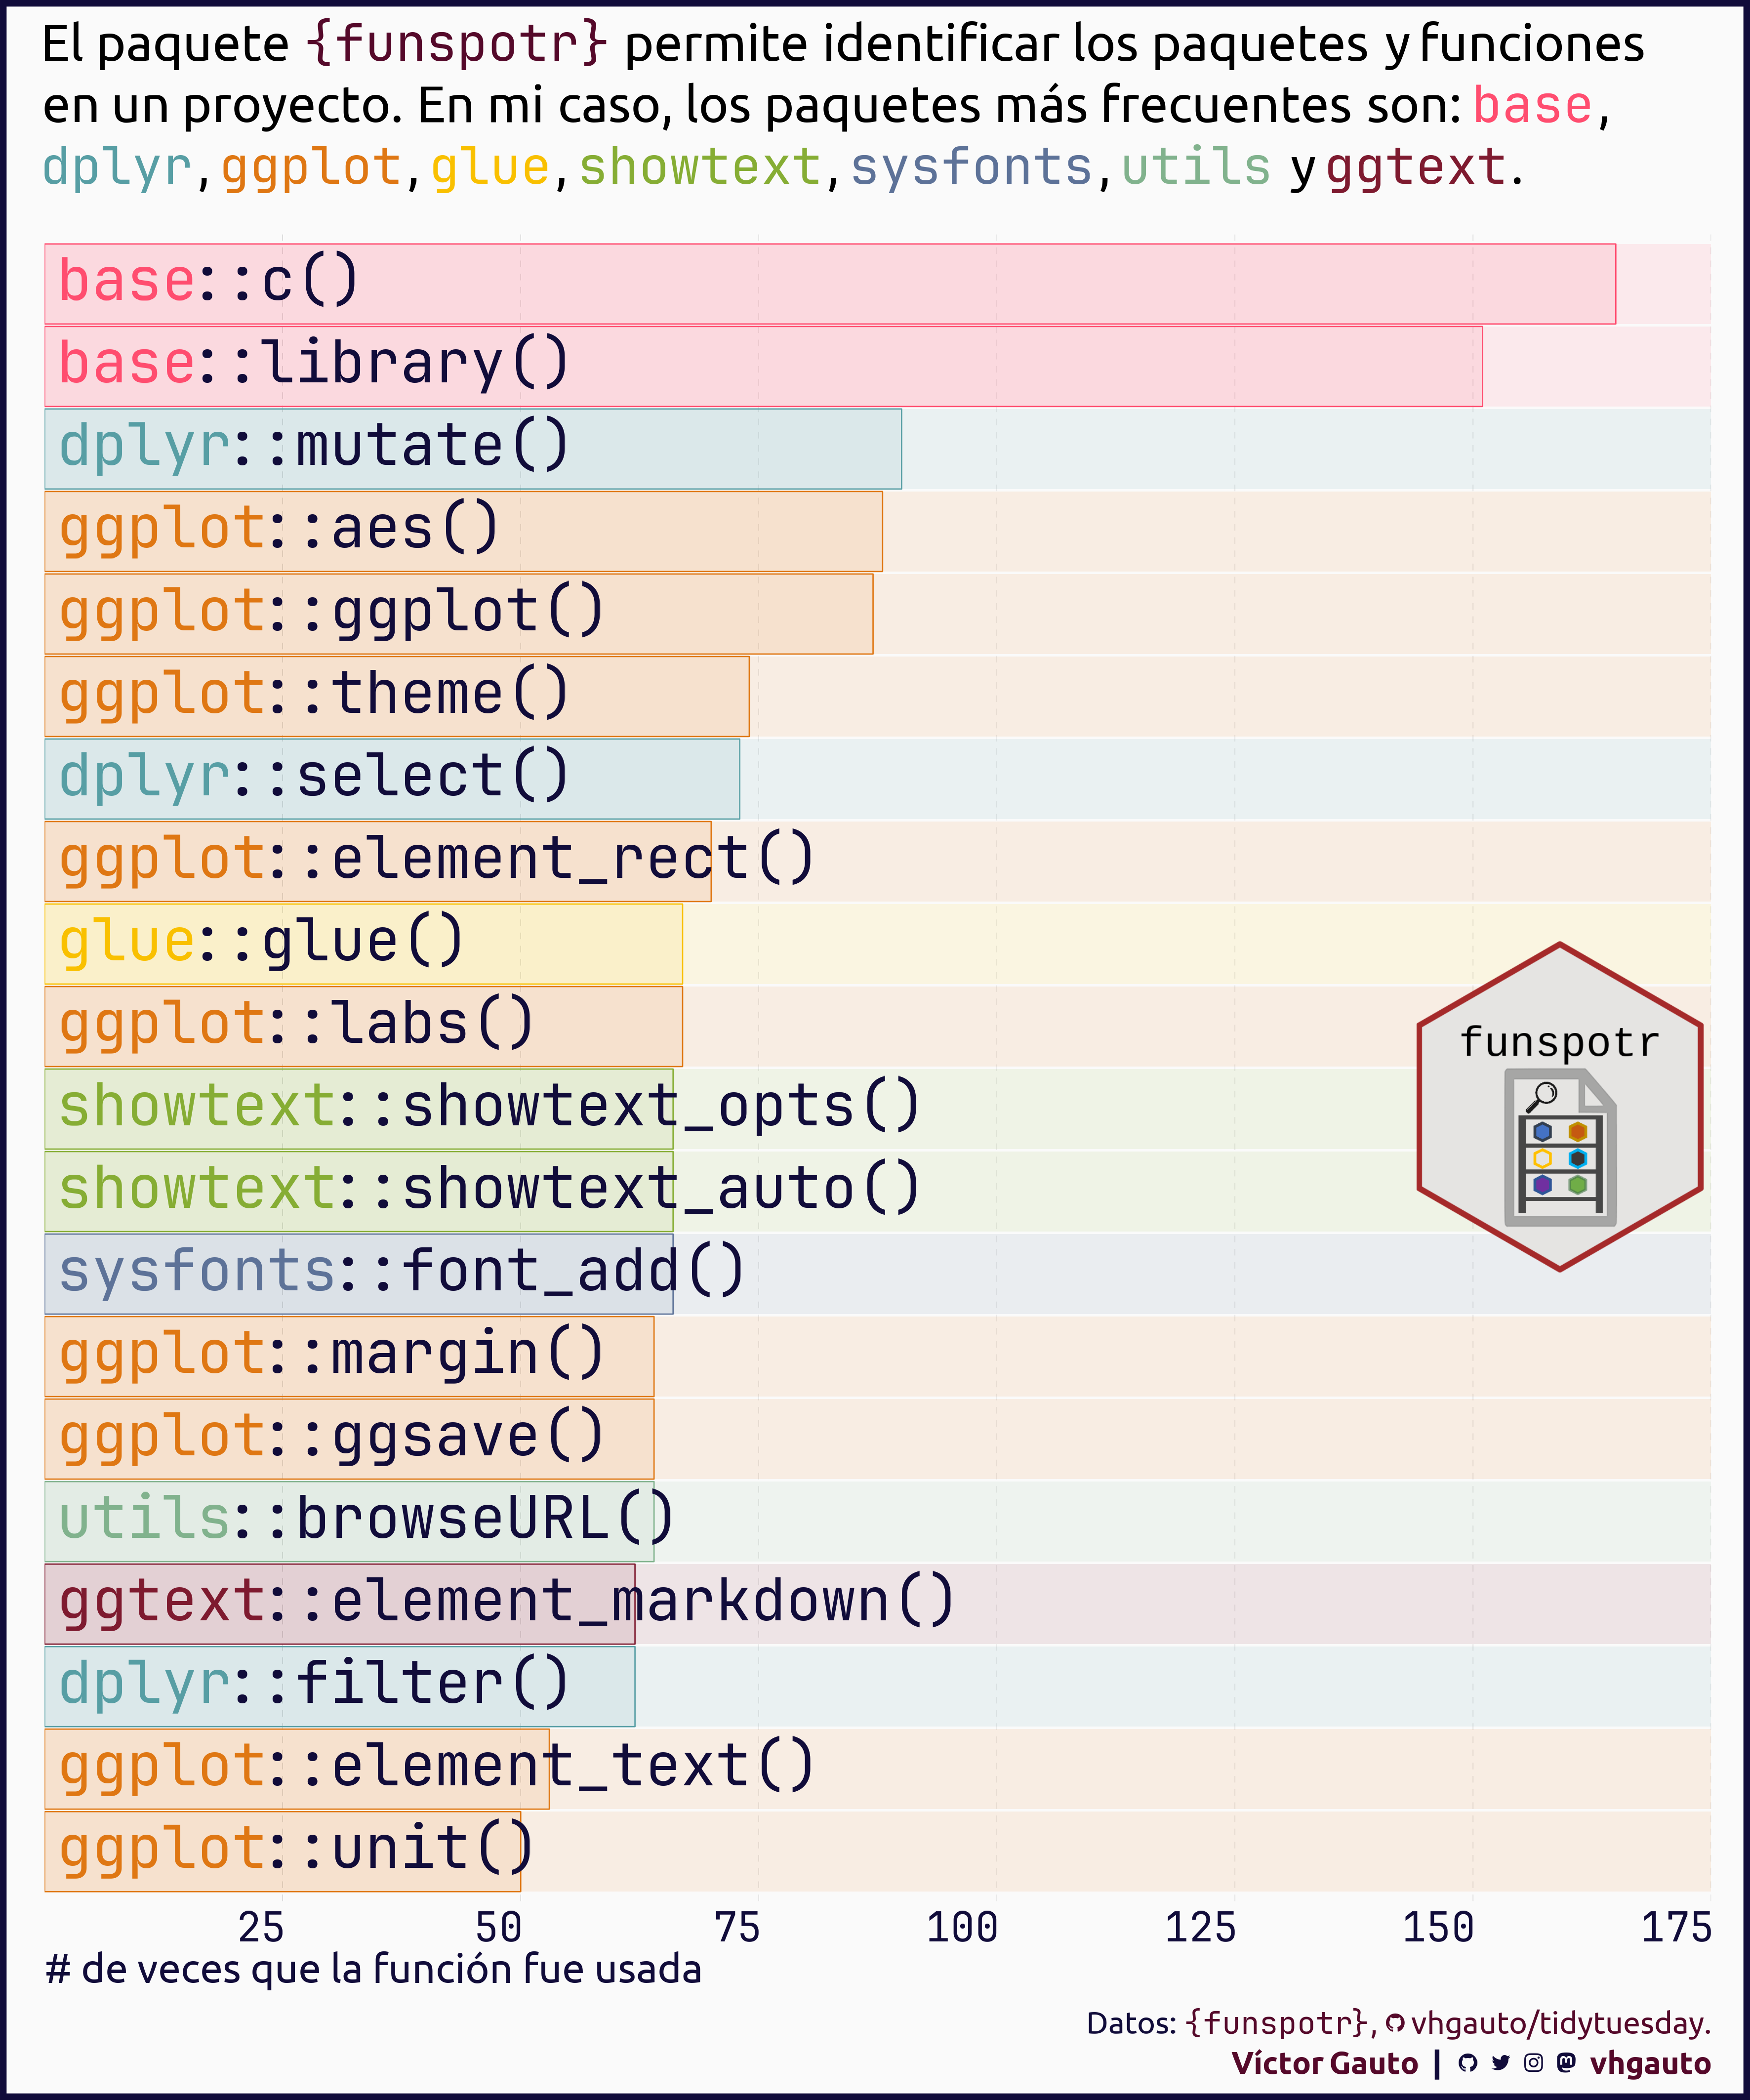 El paquete {funspotr} permite identificar los paquetes y funciones
en un proyecto. En mi caso, los paquetes más frecuentes son: base,
dplyr, ggplot, glue, showtext, sysfonts, utils y ggtext.
base::c()
base::library()
dplyr::mutate()
ggplot::aes()
ggplot::ggplot()
ggplot::theme()
dplyr::select()
ggplot::element_rect()
glue::glue()
ggplot::labs()
funspotr
showtext::showtext_opts()
showtext::showtext_auto()
sysfonts::font_add()
ggplot::margin()
ggplot::ggsave()
utils::browseURL()
ggtext::element_markdown()
dplyr::filter()
ggplot::element_text()
ggplot::unit()
25 50 75 100 125 150 175
# de veces que la función fue usada
Datos: {funspotr}, vhgauto/tidytuesday.
Víctor Gauto | vhgauto